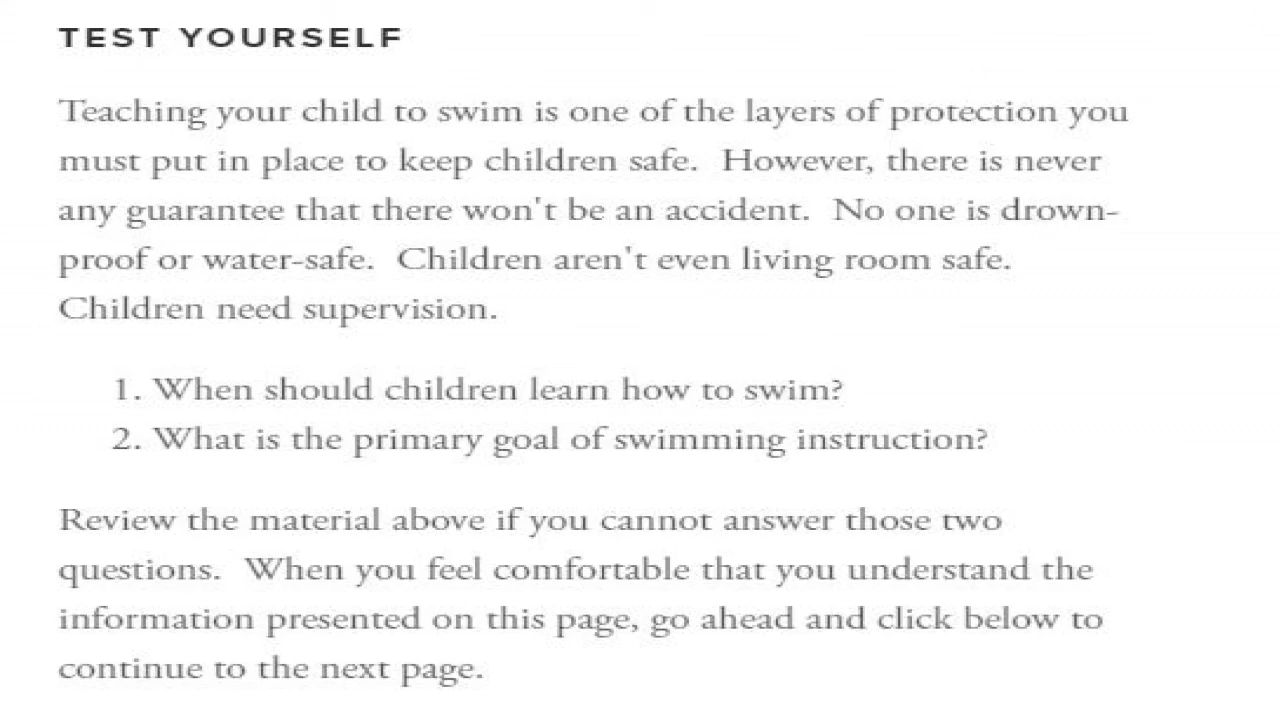 TEST YOURSELF
Teaching your child to swim is one of the layers of protection you
must put in place to keep children safe.  However, there is never
any guarantee that there won't be an accident.  No one is drown-
proof or water-safe.  Children aren't even living room safe.
Children need supervision.
1. When should children learn how to swim?
2. What is the primary goal of swimming instruction?
Review the material above if you cannot answer those two
questions.  When you feel comfortable that you understand the
information presented on this page, go ahead and click below to
continue to the next page.